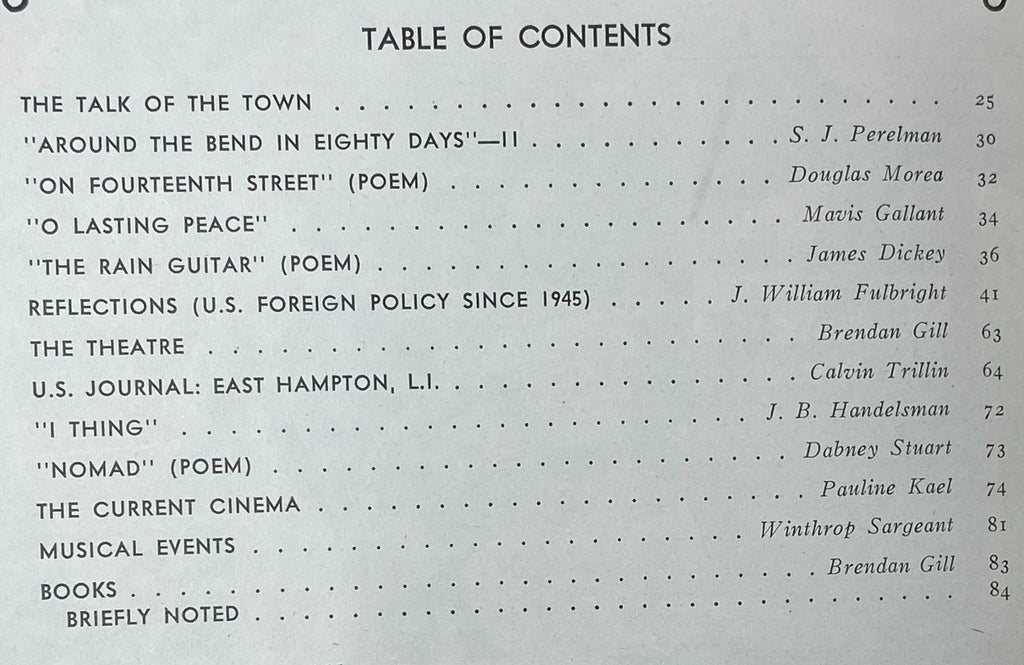 TABLE OF CONTENTS
THE TALK OF THE TOWN . . . . . . . . . . . . . . . . . . . . . . . . 25
"AROUND THE BEND IN EIGHTY DAYS"—II . . . . . . . . . . . S. J. Perelman 30
"ON FOURTEENTH STREET" (POEM) . . . . . . . . . . . . . . Douglas Morea 32
"O LASTING PEACE" . . . . . . . . . . . . . . . . . . . . . Mavis Gallant 34
"THE RAIN GUITAR" (POEM) . . . . . . . . . . . . . . . . . . James Dickey 36
REFLECTIONS (U.S. FOREIGN POLICY SINCE 1945) . . . . . . J. William Fulbright 41
THE THEATRE . . . . . . . . . . . . . . . . . . . . . . . . Brendan Gill 63
U.S. JOURNAL: EAST HAMPTON, L.I. . . . . . . . . . . . . . . Calvin Trillin 64
"I THING" . . . . . . . . . . . . . . . . . . . . . . . J. B. Handelsman 72
"NOMAD" (POEM) . . . . . . . . . . . . . . . . . . . . . . Dabney Stuart 73
THE CURRENT CINEMA . . . . . . . . . . . . . . . . . . . . Pauline Kael 74
MUSICAL EVENTS . . . . . . . . . . . . . . . . . . . . Winthrop Sargeant 81
BOOKS . . . . . . . . . . . . . . . . . . . . . . . . . . . Brendan Gill 83
BRIEFLY NOTED . . . . . . . . . . . . . . . . . . . . . . . . . . . . 84